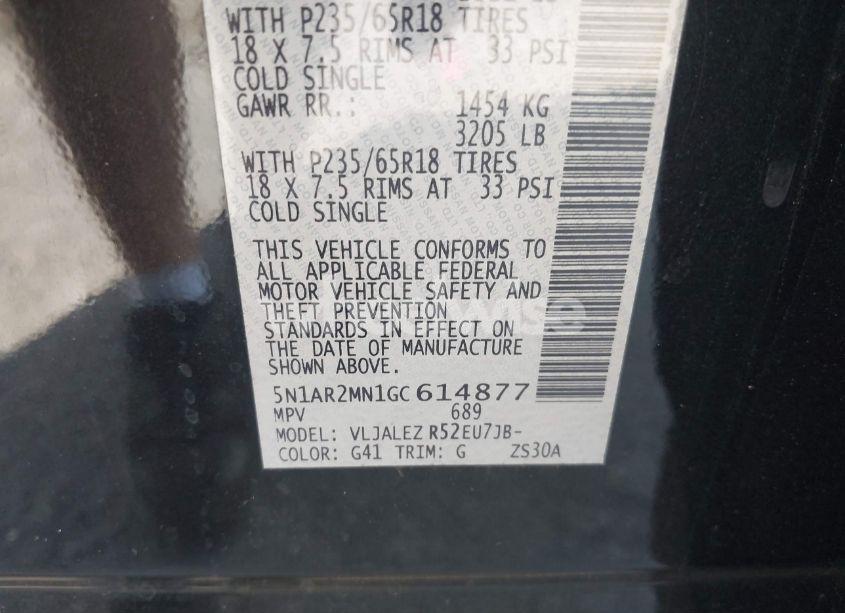 WITH P235/65R18 TIRES
18 X 7.5 RIMS AT 33 PSI
COLD SINGLE
GAWR RR.: 1454 KG
3205 LB
WITH P235/65R18 TIRES
18 X 7.5 RIMS AT 33 PSI
COLD SINGLE
THIS VEHICLE CONFORMS TO
ALL APPLICABLE FEDERAL
MOTOR VEHICLE SAFETY AND
THEFT PREVENTION
STANDARDS IN EFFECT ON
THE DATE OF MANUFACTURE
SHOWN ABOVE.
5N1AR2MN1GC614877
MPV 689
MODEL: VLJALEZ R52EU7JB-
COLOR: G41 TRIM: G ZS30A